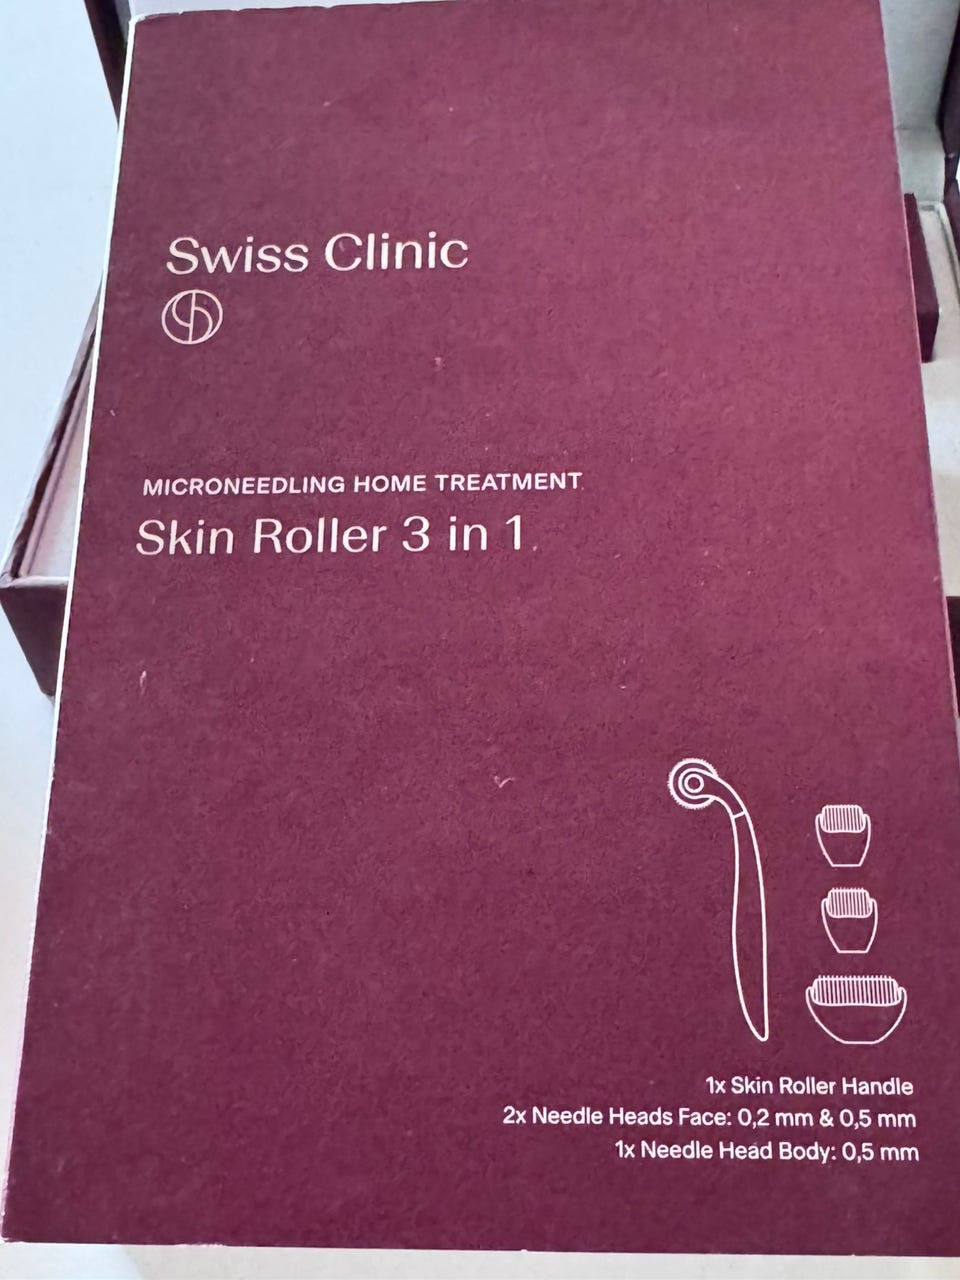 Swiss Clinic
MICRONEEDLING HOME TREATMENT
Skin Roller 3 in 1
1x Skin Roller Handle
2x Needle Heads Face: 0,2 mm & 0,5 mm
1x Needle Head Body: 0,5 mm